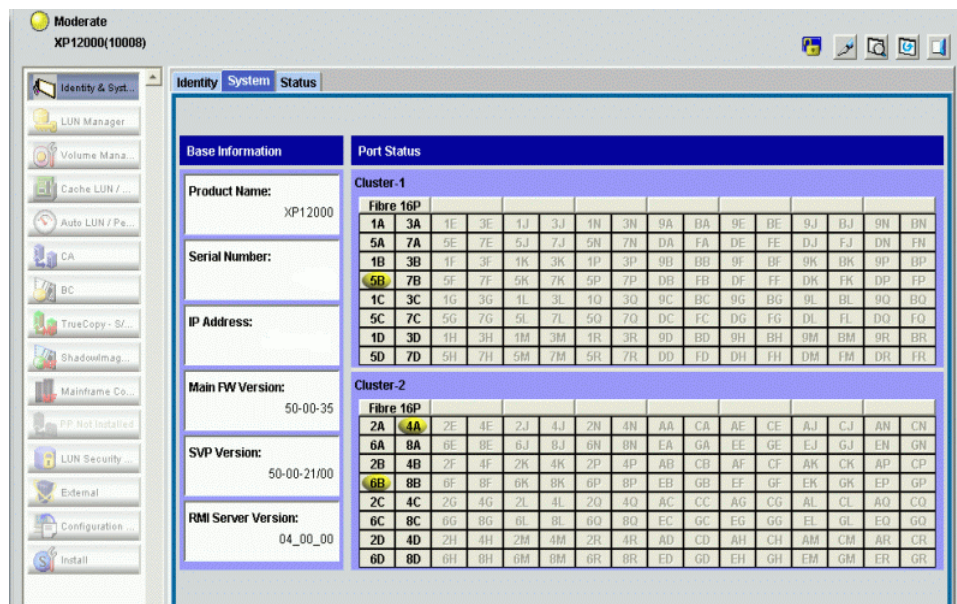 Moderate
XP12000(10008)
Identity & Syst...
LUN Manager
Volume Mana...
Cache LUN / ...
Auto LUN / Pe...
CA
BC
TrueCopy - S/...
ShadowImag...
Mainframe Co...
PP Not Installed
LUN Security ...
External
Configuration ...
Install
Identity System Status
Base Information
Product Name:
XP12000
Serial Number:
IP Address:
Main FW Version:
50-00-35
SVP Version:
50-00-21/00
RMI Server Version:
04_00_00
Port Status
Cluster-1
Fibre 16P
1A 3A 1E 3E 1J 3J 1N 3N 9A BA 9E BE 9J BJ 9N BN
5A 7A 5E 7E 5J 7J 5N 7N DA FA DE FE DJ FJ DN FN
1B 3B 1F 3F 1K 3K 1P 3P 9B BB 9F BF 9K BK 9P BP
5B 7B 5F 7F 5K 7K 5P 7P DB FB DF FF DK FK DP FP
1C 3C 1G 3G 1L 3L 1Q 3Q 9C BC 9G BG 9L BL 9Q BQ
5C 7C 5G 7G 5L 7L 5Q 7Q DC FC DG FG DL FL DQ FQ
1D 3D 1H 3H 1M 3M 1R 3R 9D BD 9H BH 9M BM 9R BR
5D 7D 5H 7H 5M 7M 5R 7R DD FD DH FH DM FM DR FR
Cluster-2
Fibre 16P
2A 4A 2E 4E 2J 4J 2N 4N AA CA AE CE AJ CJ AN CN
6A 8A 6E 8E 6J 8J 6N 8N EA GA EE GE EJ GJ EN GN
2B 4B 2F 4F 2K 4K 2P 4P AB CB AF CF AK CK AP CP
6B 8B 6F 8F 6K 8K 6P 8P EB GB EF GF EK GK EP GP
2C 4C 2G 4G 2L 4L 2Q 4Q AC CC AG CG AL CL AQ CQ
6C 8C 6G 8G 6L 8L 6Q 8Q EC GC EG GG EL GL EQ GQ
2D 4D 2H 4H 2M 4M 2R 4R AD CD AH CH AM CM AR CR
6D 8D 6H 8H 6M 8M 6R 8R ED GD EH GH EM GM ER GR